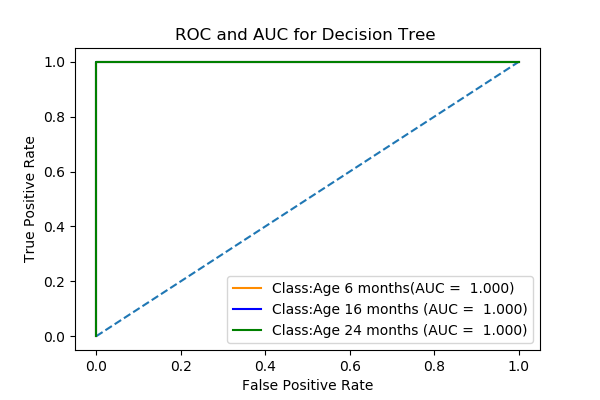 ROC and AUC for Decision Tree
True Positive Rate
1.0
0.8
0.6
0.4
0.2
0.0
Class:Age 6 months(AUC =  1.000)
Class:Age 16 months (AUC =  1.000)
Class:Age 24 months (AUC =  1.000)
0.0 0.2 0.4 0.6 0.8 1.0
False Positive Rate